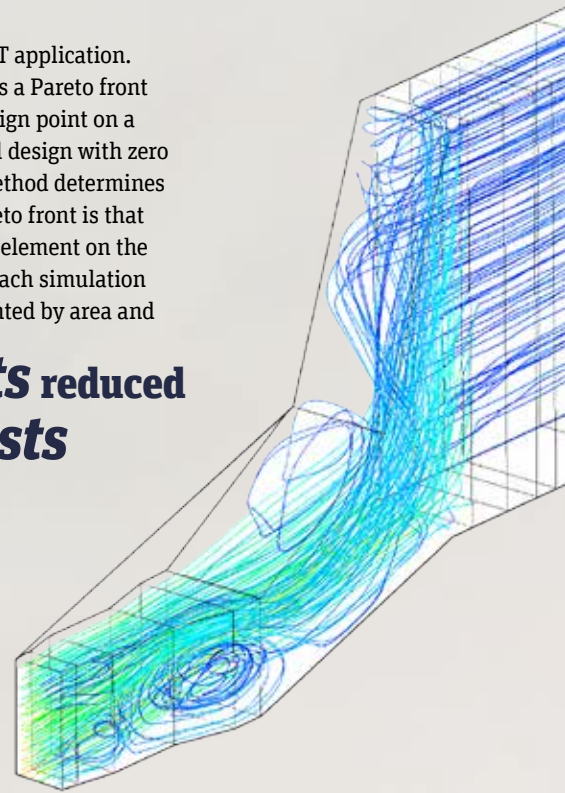 T application.
s a Pareto front
ign point on a
l design with zero
ethod determines
eto front is that
element on the
ach simulation
nted by area and
ts reduced
sts